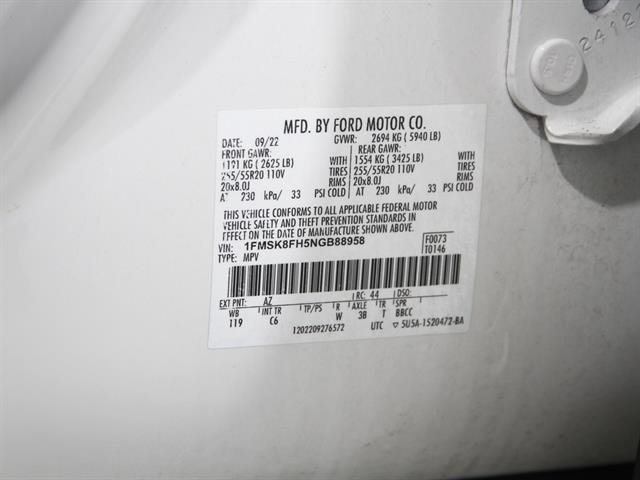 24121
MFD. BY FORD MOTOR CO.
DATE: 09/22 GVWR: 2694 KG ( 5940 LB)
FRONT GAWR: REAR GAWR:
1191 KG ( 2625 LB) WITH 1554 KG ( 3425 LB) WITH
255/55R20 110V TIRES 255/55R20 110V TIRES
20x8.0J RIMS 20x8.0J RIMS
AT 230 kPa/ 33 PSI COLD AT 230 kPa/ 33 PSI COLD
THIS VEHICLE CONFORMS TO ALL APPLICABLE FEDERAL MOTOR
VEHICLE SAFETY AND THEFT PREVENTION STANDARDS IN
EFFECT ON THE DATE OF MANUFACTURE SHOWN ABOVE.
VIN: 1FMSK8FH5NGB88958 F0073
TYPE: MPV T0146
EXT PNT: AZ RC: 44 DSO:
WB INT TR TP/PS R AXLE TR SPR
119 C6 W 3B T BBCC
1202209276572 UTC ▽ 5U5A-1520472-BA